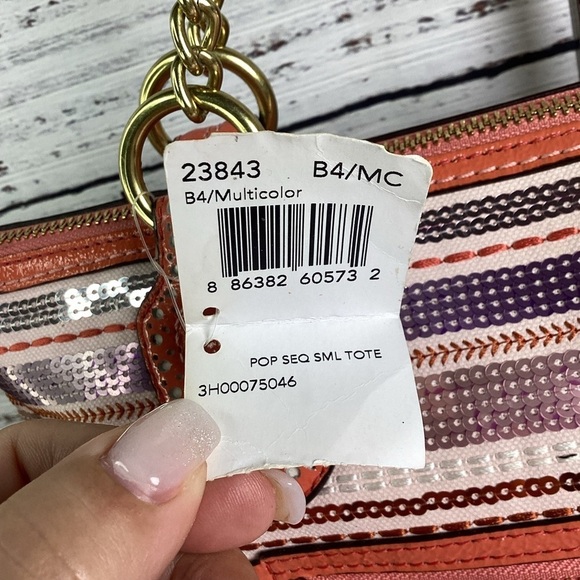 23843 B4/MC
B4/Multicolor
8 86382 60573 2
POP SEQ SML TOTE
3H00075046